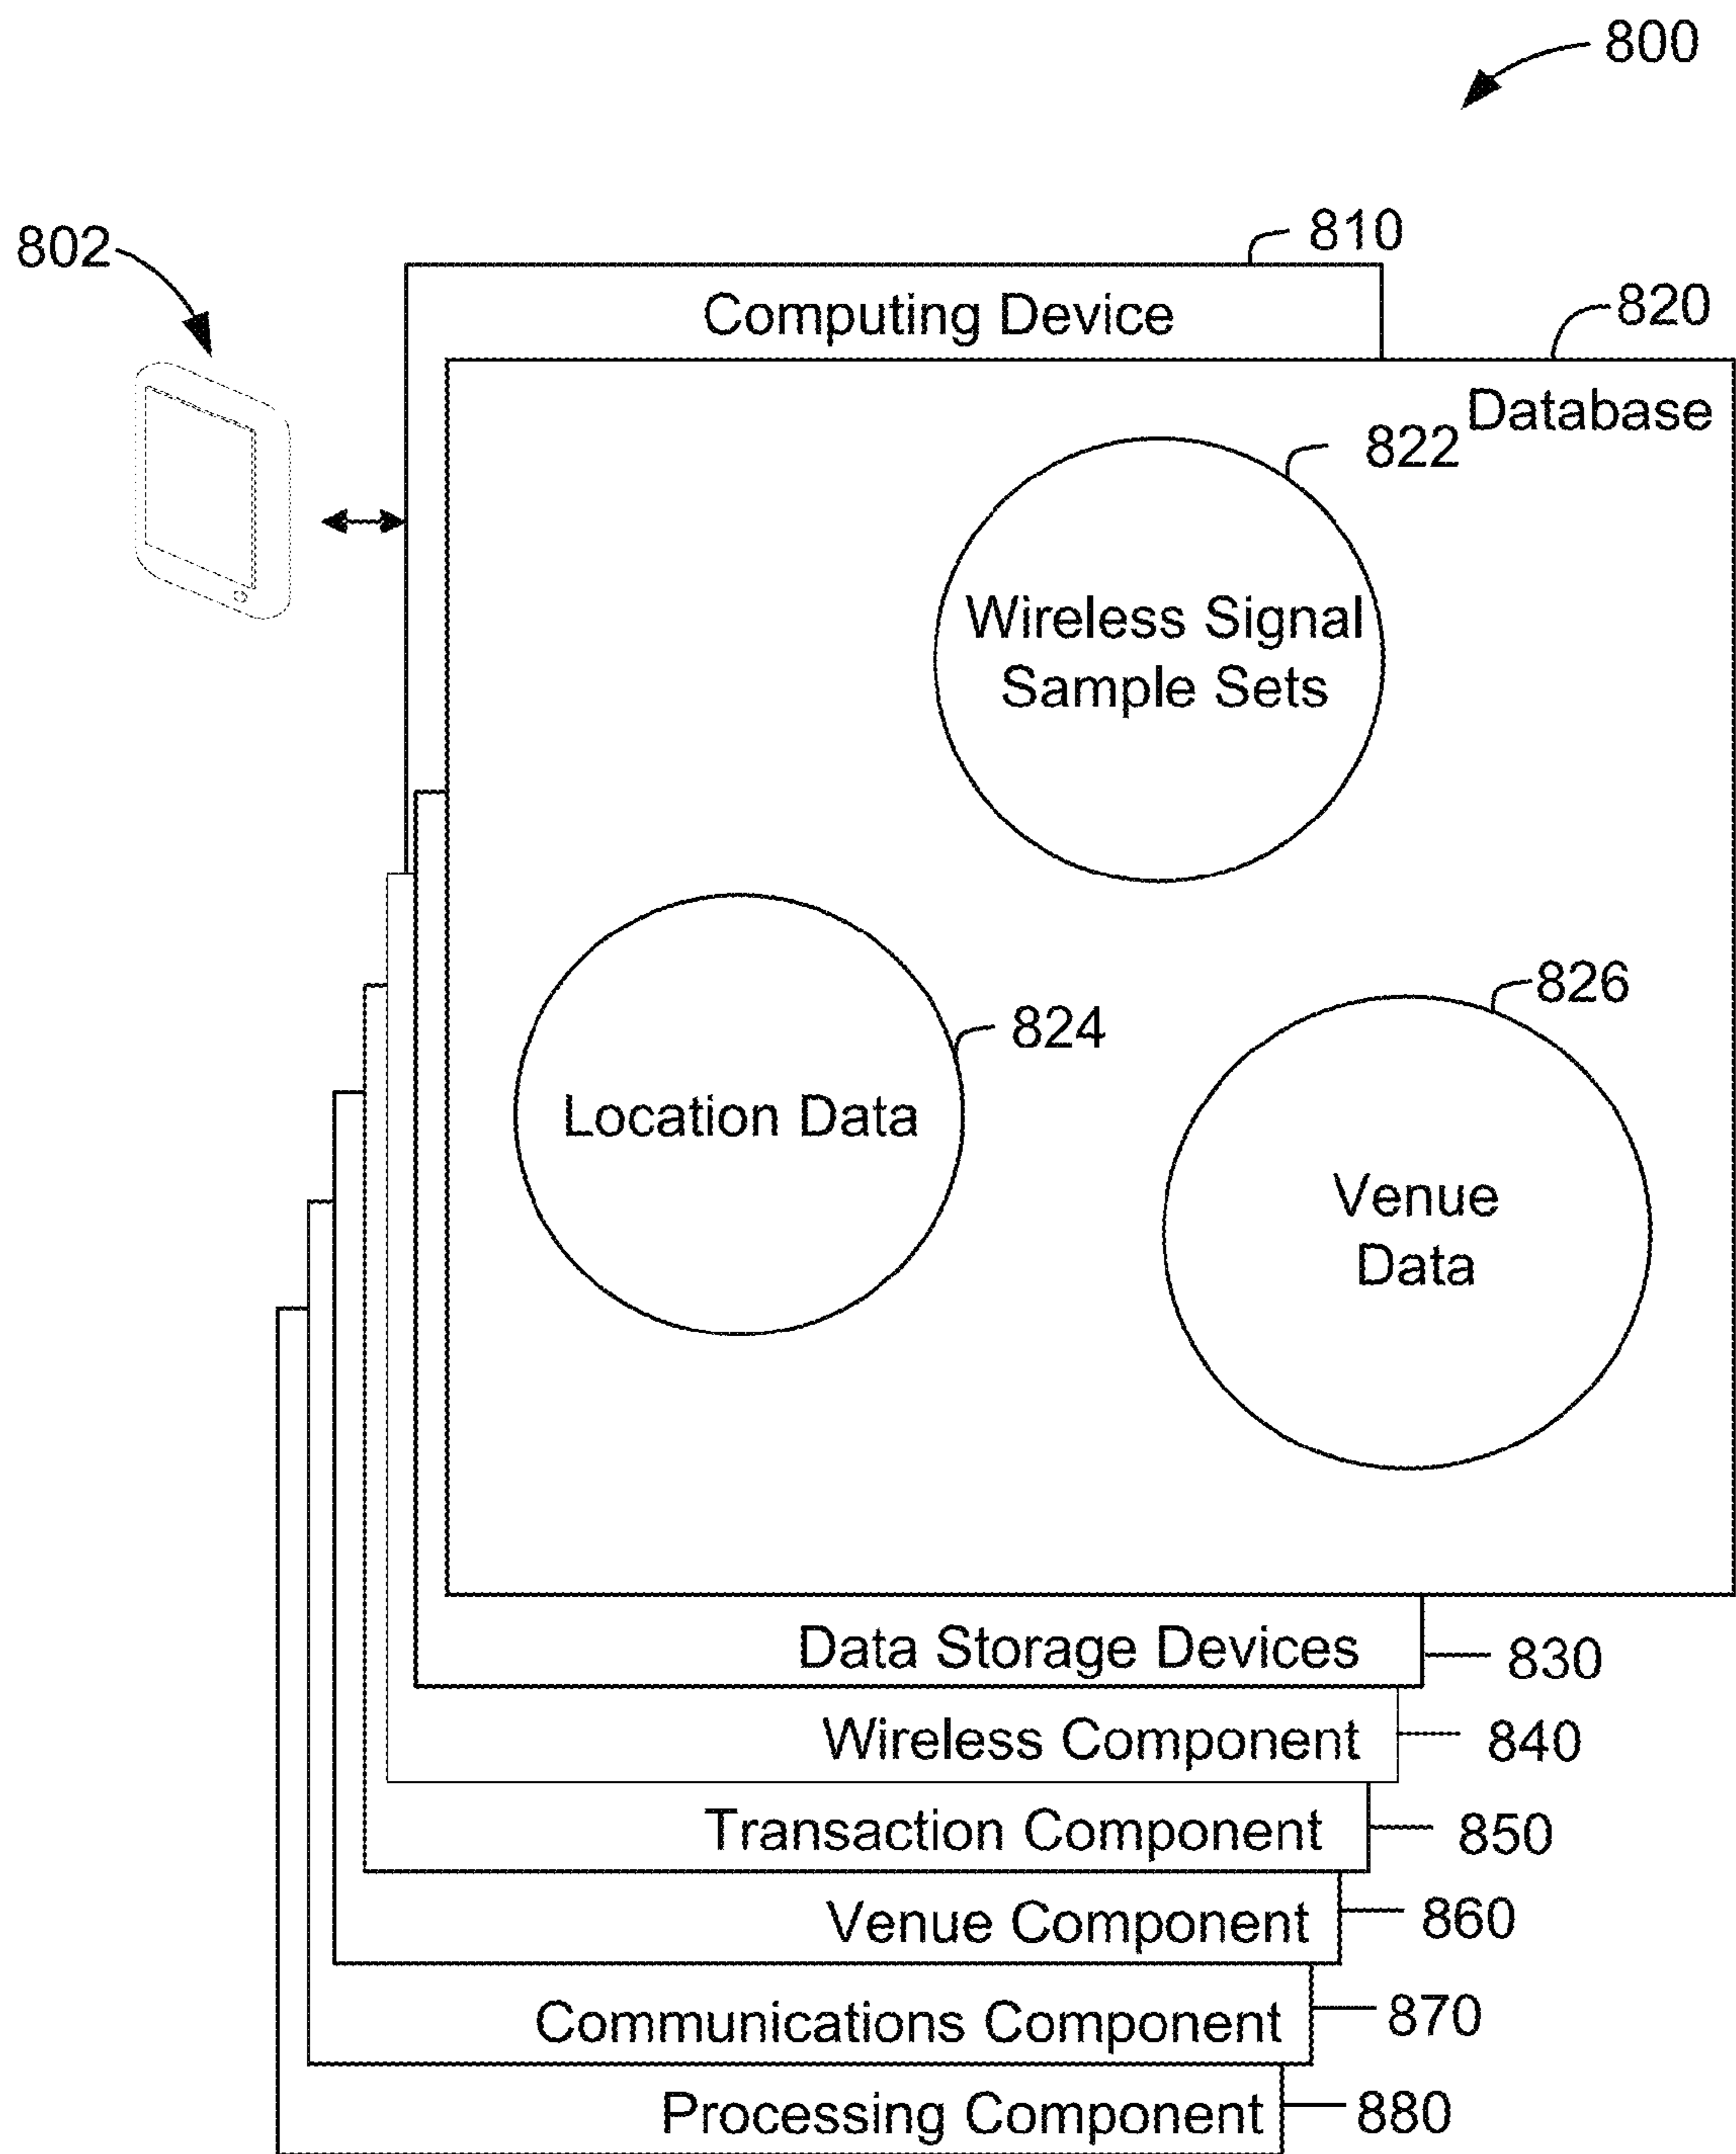 800
802
810
Computing Device
820
Database
822
Wireless Signal
Sample Sets
826
824
Location Data
Venue
Data
Data Storage Devices
830
Wireless Component
840
Transaction Component
850
Venue Component
860
Communications Component
870
Processing Component
880